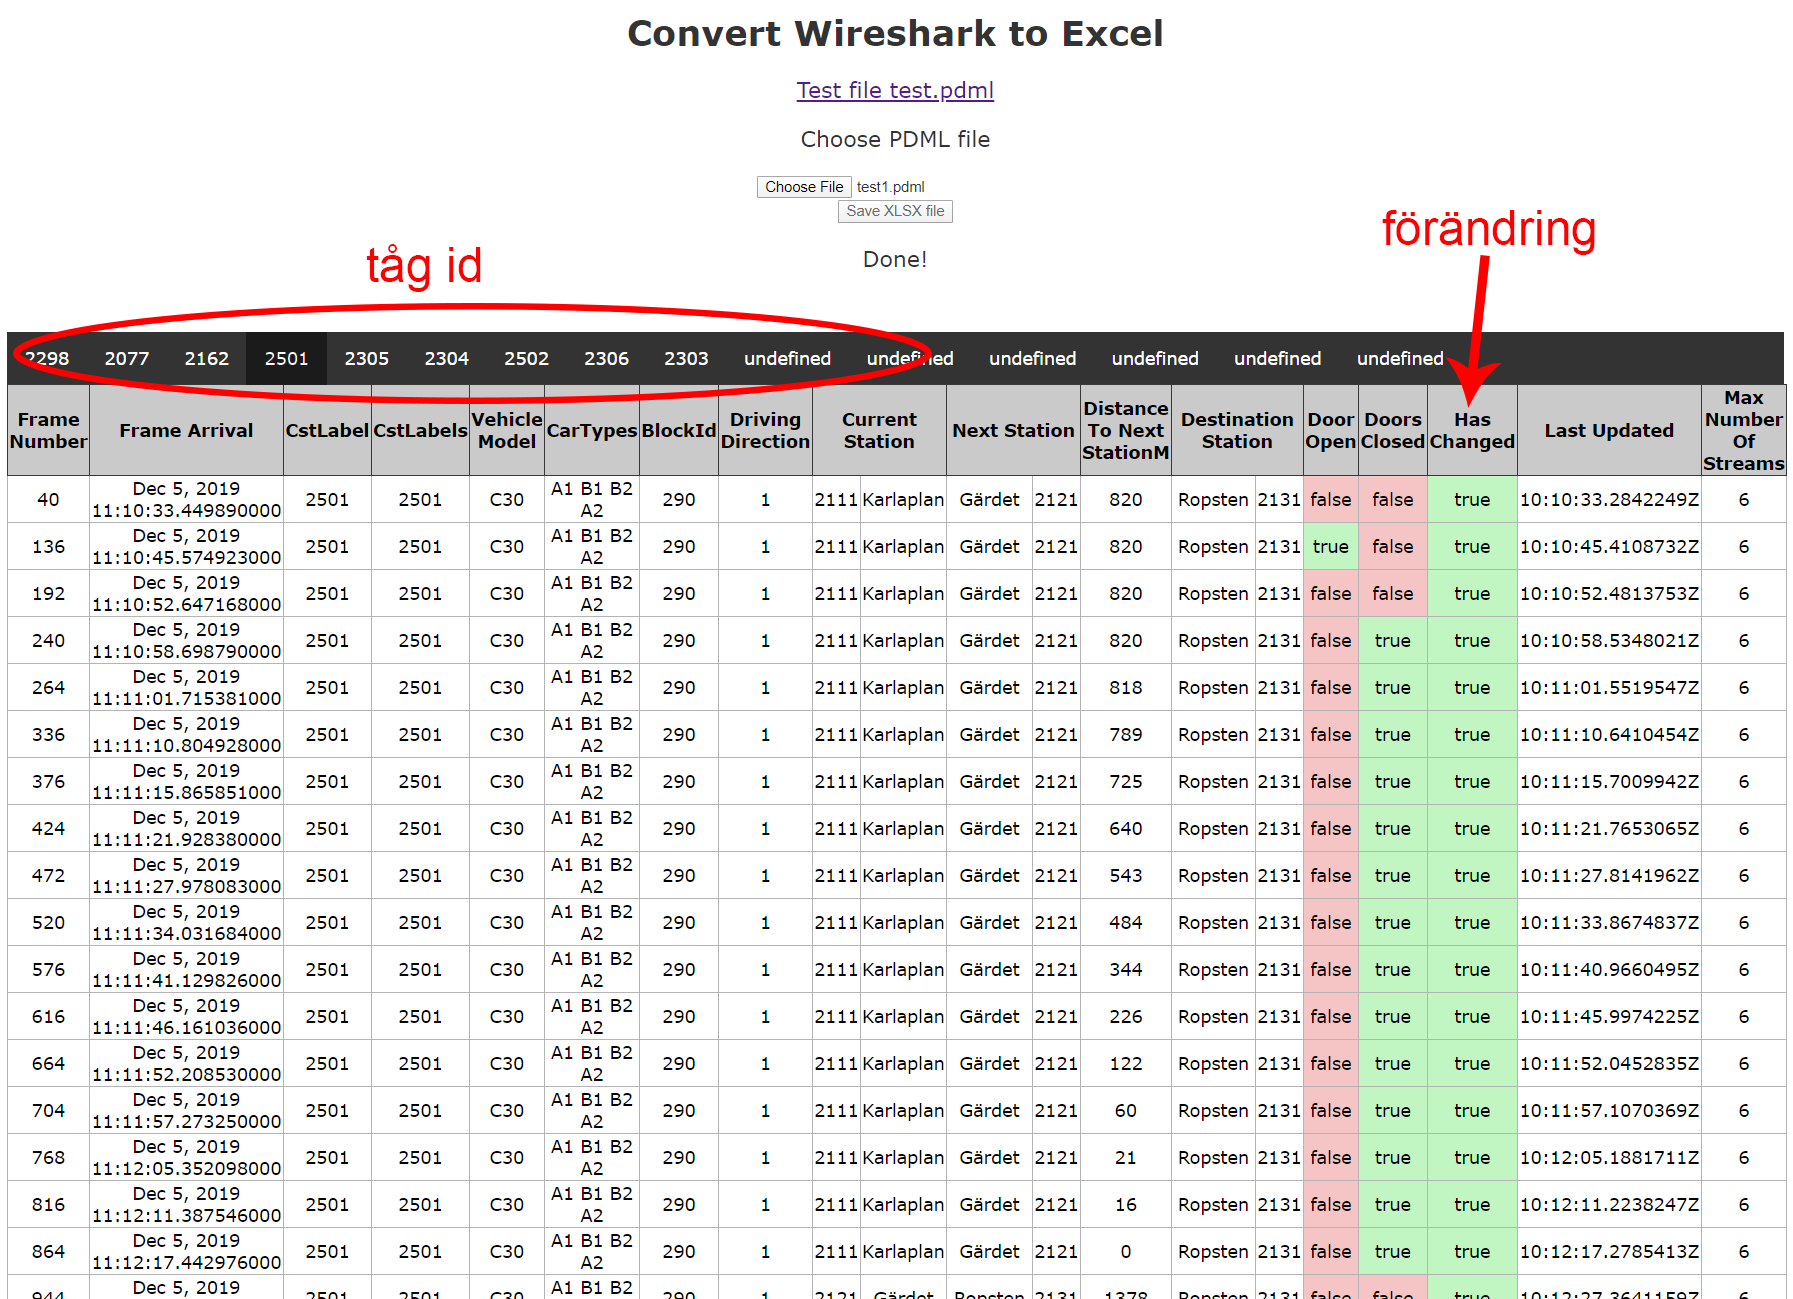 Convert Wireshark to Excel
Test file test.pdml
Choose PDML file
Choose File test1.pdml
Save XLSX file
förändring
tåg id
Done!
2298 2077 2162 2501 2305 2304 2502 2306 2303 undefined undefined undefined undefined undefined undefined
Frame Number Frame Arrival CstLabel CstLabels Vehicle Model CarTypes BlockId Driving Direction Current Station Next Station Distance To Next StationM Destination Station Door Open Doors Closed Has Changed Last Updated Max Number Of Streams
40 Dec 5, 2019 11:10:33.449890000 2501 2501 C30 A1 B1 B2 A2 290 1 2111 Karlaplan Gärdet 2121 820 Ropsten 2131 false false true 10:10:33.2842249Z 6
136 Dec 5, 2019 11:10:45.574923000 2501 2501 C30 A1 B1 B2 A2 290 1 2111 Karlaplan Gärdet 2121 820 Ropsten 2131 true false true 10:10:45.4108732Z 6
192 Dec 5, 2019 11:10:52.647168000 2501 2501 C30 A1 B1 B2 A2 290 1 2111 Karlaplan Gärdet 2121 820 Ropsten 2131 false false true 10:10:52.4813753Z 6
240 Dec 5, 2019 11:10:58.698790000 2501 2501 C30 A1 B1 B2 A2 290 1 2111 Karlaplan Gärdet 2121 820 Ropsten 2131 false true true 10:10:58.5348021Z 6
264 Dec 5, 2019 11:11:01.715381000 2501 2501 C30 A1 B1 B2 A2 290 1 2111 Karlaplan Gärdet 2121 818 Ropsten 2131 false true true 10:11:01.5519547Z 6
336 Dec 5, 2019 11:11:10.804928000 2501 2501 C30 A1 B1 B2 A2 290 1 2111 Karlaplan Gärdet 2121 789 Ropsten 2131 false true true 10:11:10.6410454Z 6
376 Dec 5, 2019 11:11:15.865851000 2501 2501 C30 A1 B1 B2 A2 290 1 2111 Karlaplan Gärdet 2121 725 Ropsten 2131 false true true 10:11:15.7009942Z 6
424 Dec 5, 2019 11:11:21.928380000 2501 2501 C30 A1 B1 B2 A2 290 1 2111 Karlaplan Gärdet 2121 640 Ropsten 2131 false true true 10:11:21.7653065Z 6
472 Dec 5, 2019 11:11:27.978083000 2501 2501 C30 A1 B1 B2 A2 290 1 2111 Karlaplan Gärdet 2121 543 Ropsten 2131 false true true 10:11:27.8141962Z 6
520 Dec 5, 2019 11:11:34.031684000 2501 2501 C30 A1 B1 B2 A2 290 1 2111 Karlaplan Gärdet 2121 484 Ropsten 2131 false true true 10:11:33.8674837Z 6
576 Dec 5, 2019 11:11:41.129826000 2501 2501 C30 A1 B1 B2 A2 290 1 2111 Karlaplan Gärdet 2121 344 Ropsten 2131 false true true 10:11:40.9660495Z 6
616 Dec 5, 2019 11:11:46.161036000 2501 2501 C30 A1 B1 B2 A2 290 1 2111 Karlaplan Gärdet 2121 226 Ropsten 2131 false true true 10:11:45.9974225Z 6
664 Dec 5, 2019 11:11:52.208530000 2501 2501 C30 A1 B1 B2 A2 290 1 2111 Karlaplan Gärdet 2121 122 Ropsten 2131 false true true 10:11:52.0452835Z 6
704 Dec 5, 2019 11:11:57.273250000 2501 2501 C30 A1 B1 B2 A2 290 1 2111 Karlaplan Gärdet 2121 60 Ropsten 2131 false true true 10:11:57.1070369Z 6
768 Dec 5, 2019 11:12:05.352098000 2501 2501 C30 A1 B1 B2 A2 290 1 2111 Karlaplan Gärdet 2121 21 Ropsten 2131 false true true 10:12:05.1881711Z 6
816 Dec 5, 2019 11:12:11.387546000 2501 2501 C30 A1 B1 B2 A2 290 1 2111 Karlaplan Gärdet 2121 16 Ropsten 2131 false true true 10:12:11.2238247Z 6
864 Dec 5, 2019 11:12:17.442976000 2501 2501 C30 A1 B1 B2 A2 290 1 2111 Karlaplan Gärdet 2121 0 Ropsten 2131 false true true 10:12:17.2785413Z 6
944 Dec 5, 2019 2501 2501 C30 A1 B1 B2 290 1 2121 Gärdet Ropsten 2131 1378 Ropsten 2131 false false true 10:12:27.3641159Z 6